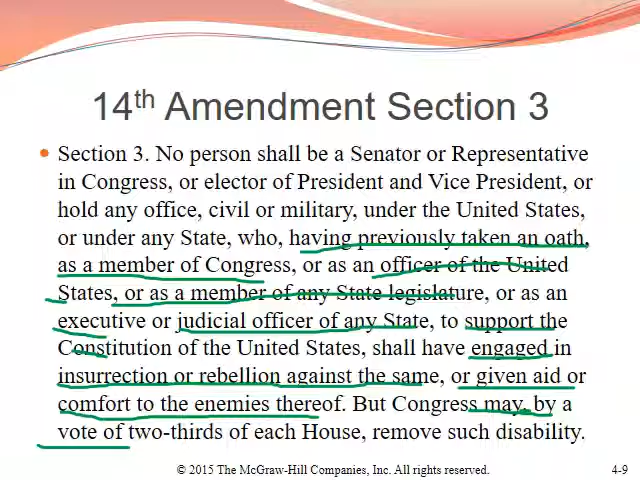 14th Amendment Section 3
• Section 3. No person shall be a Senator or Representative
in Congress, or elector of President and Vice President, or
hold any office, civil or military, under the United States,
or under any State, who, having previously taken an oath,
as a member of Congress, or as an officer of the United
States, or as a member of any State legislature, or as an
executive or judicial officer of any State, to support the
Constitution of the United States, shall have engaged in
insurrection or rebellion against the same, or given aid or
comfort to the enemies thereof. But Congress may, by a
vote of two-thirds of each House, remove such disability.
© 2015 The McGraw-Hill Companies, Inc. All rights reserved.
4-9